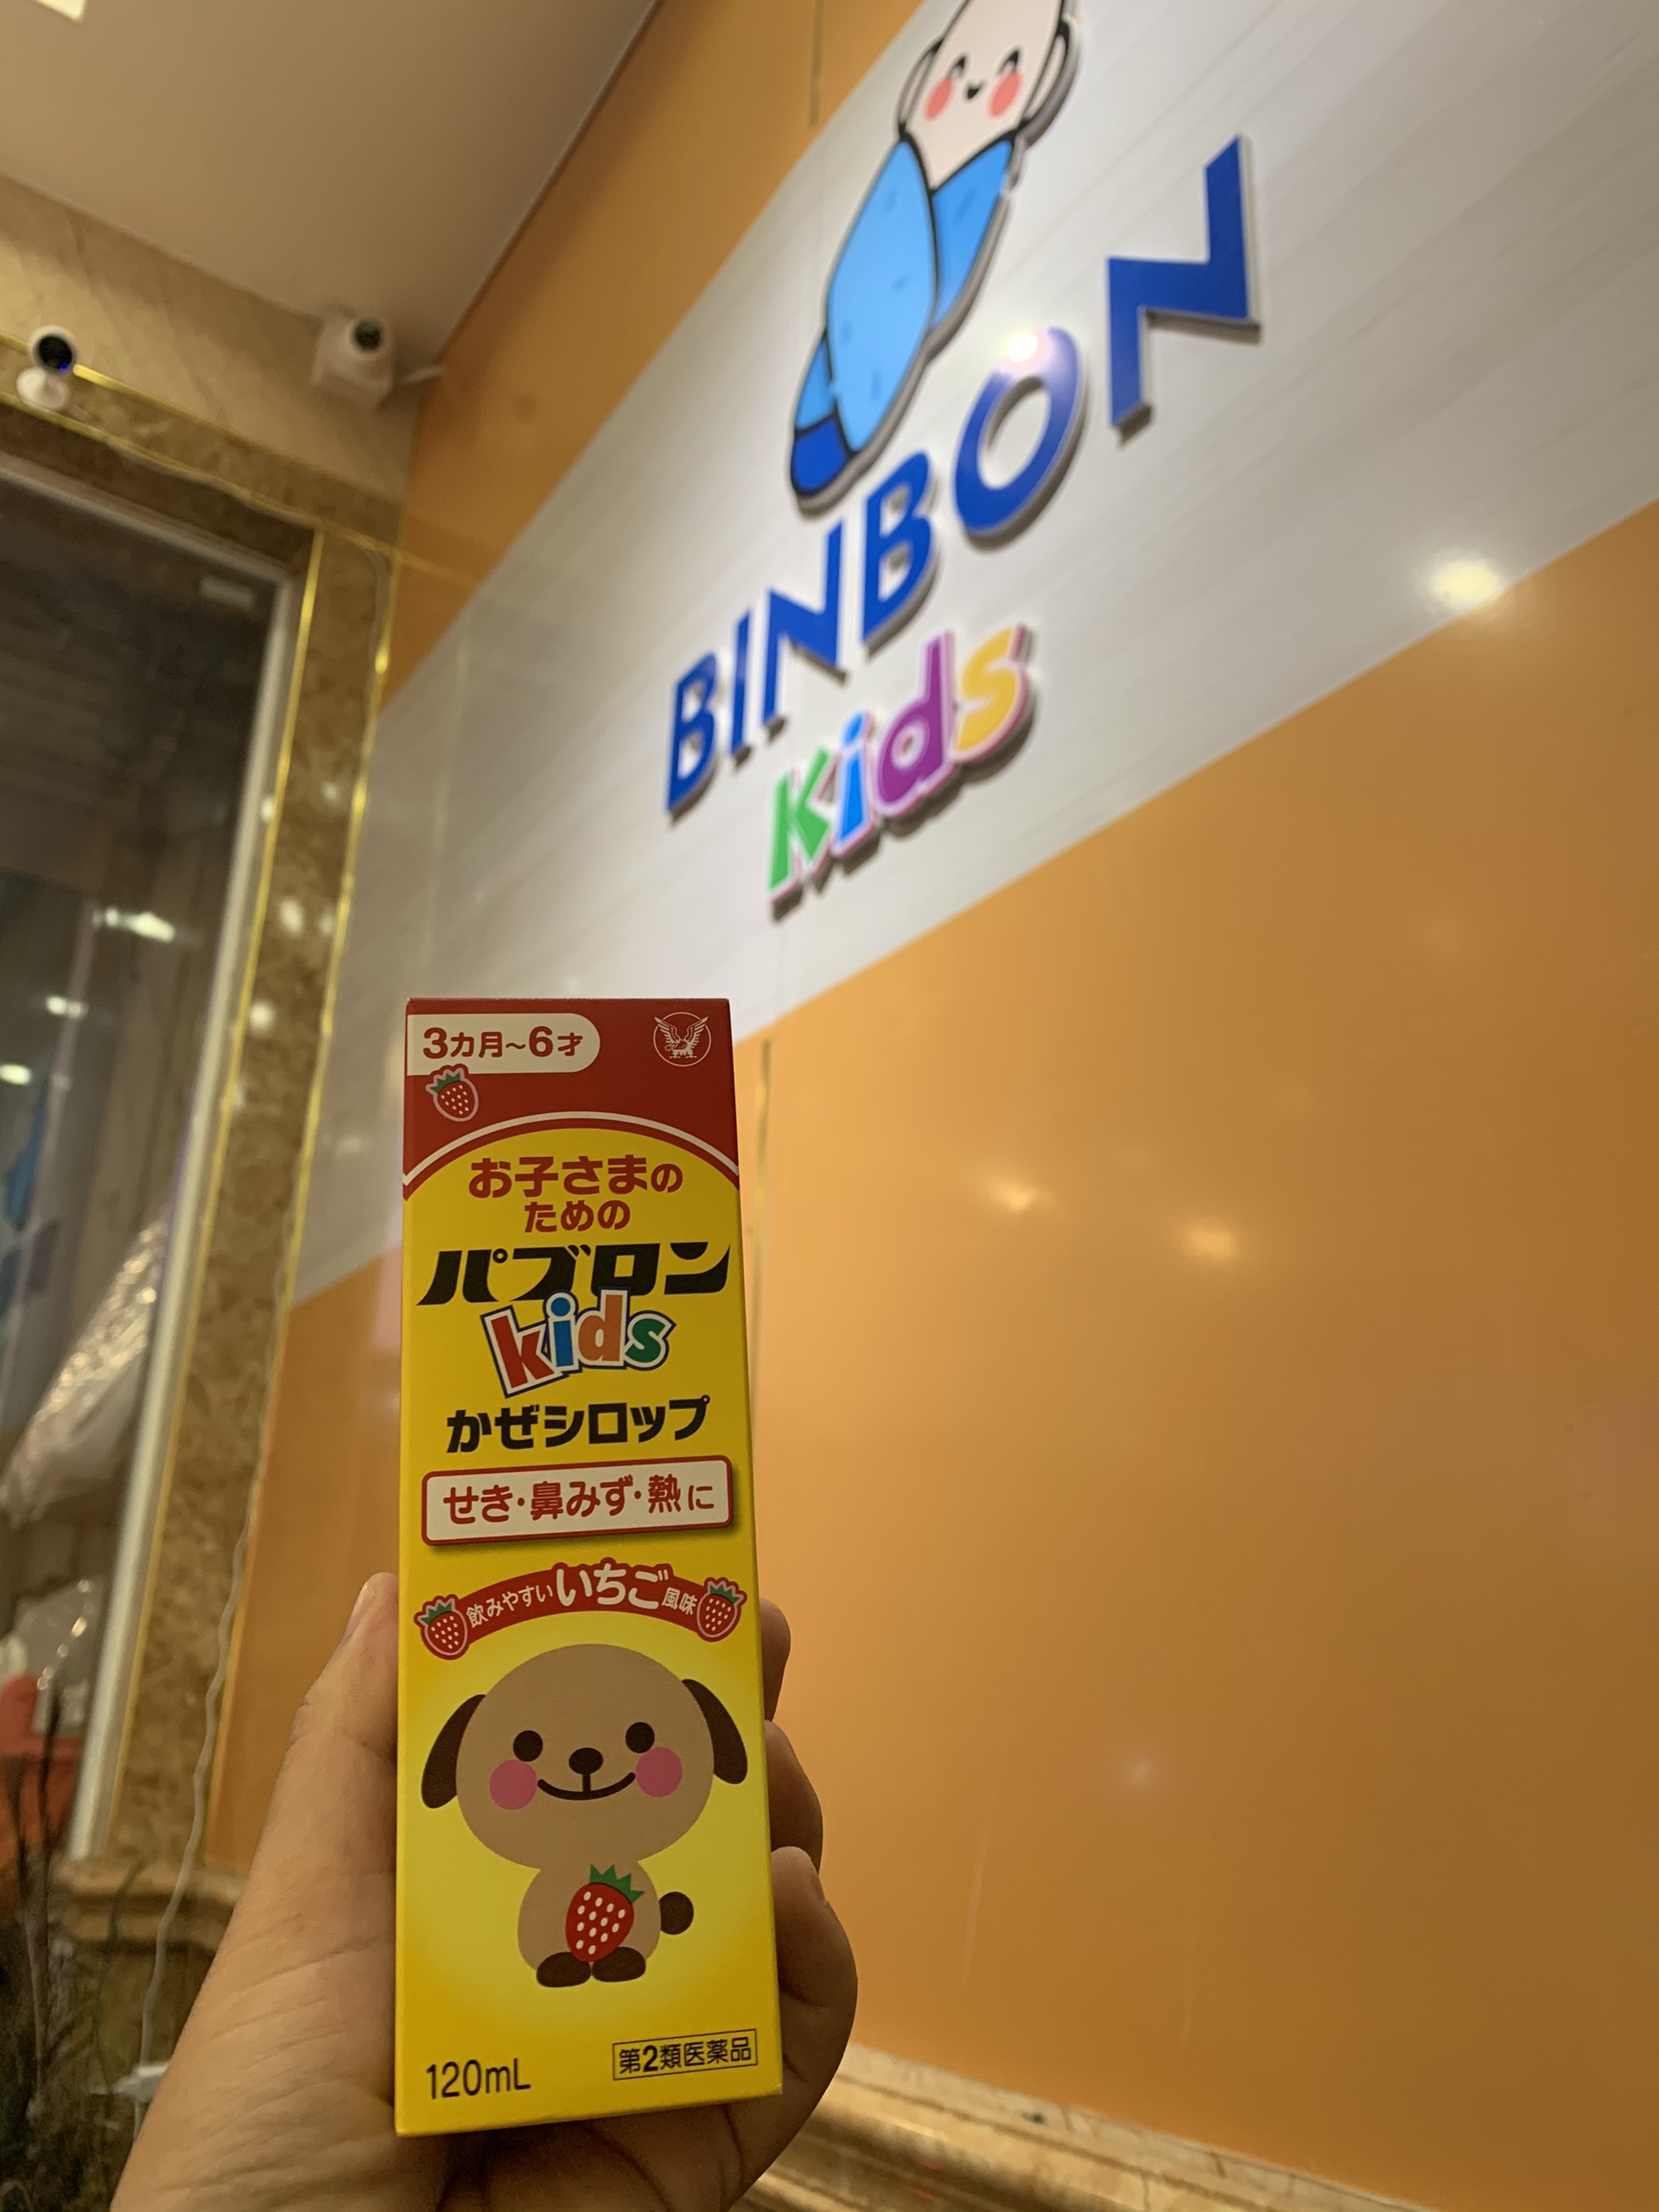 BINBON
Kids
3カ月~6才
お子さまの
ための
パブロン
kids
かぜシロップ
せき・鼻みず・熱に
飲みやすいいちご風味
120mL
第2類医薬品